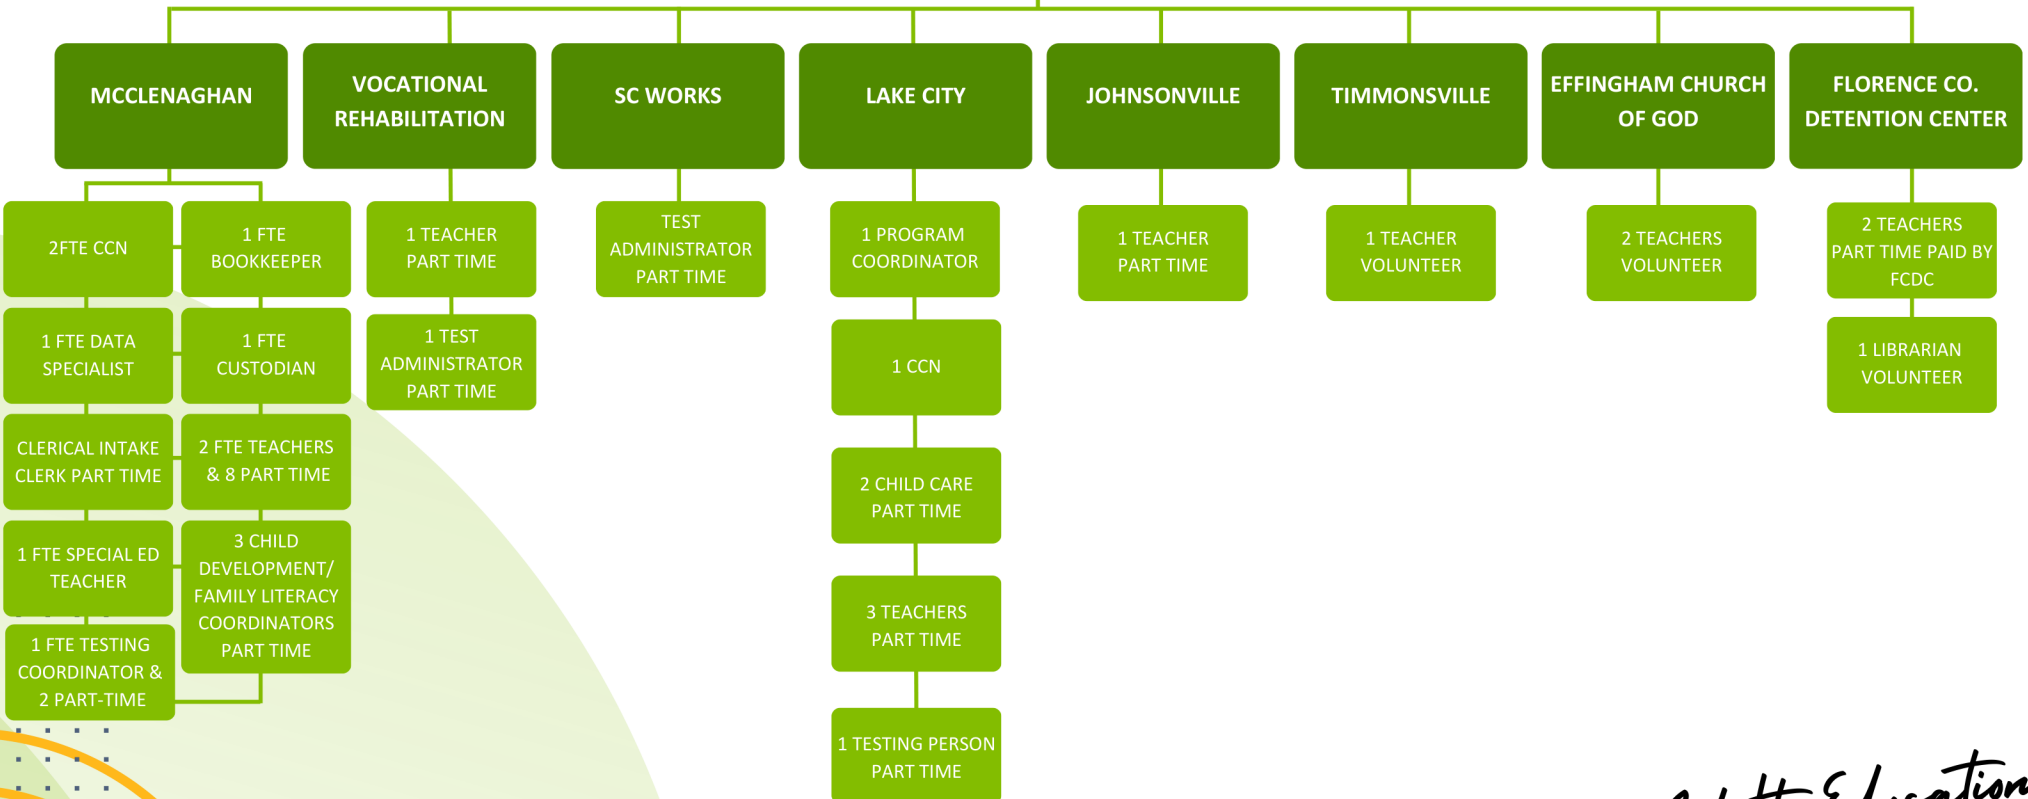 MCCLENAGHAN
VOCATIONAL
REHABILITATION
SC WORKS
LAKE CITY
JOHNSONVILLE
TIMMONSVILLE
EFFINGHAM CHURCH
OF GOD
FLORENCE CO.
DETENTION CENTER
2FTE CCN
1 FTE DATA
SPECIALIST
CLERICAL INTAKE
CLERK PART TIME
1 FTE SPECIAL ED
TEACHER
1 FTE TESTING
COORDINATOR &
2 PART-TIME
1 FTE
BOOKKEEPER
1 FTE
CUSTODIAN
2 FTE TEACHERS
& 8 PART TIME
3 CHILD
DEVELOPMENT/
FAMILY LITERACY
COORDINATORS
PART TIME
1 TEACHER
PART TIME
1 TEST
ADMINISTRATOR
PART TIME
TEST
ADMINISTRATOR
PART TIME
1 PROGRAM
COORDINATOR
1 CCN
2 CHILD CARE
PART TIME
3 TEACHERS
PART TIME
1 TESTING PERSON
PART TIME
1 TEACHER
PART TIME
1 TEACHER
VOLUNTEER
2 TEACHERS
VOLUNTEER
2 TEACHERS
PART TIME PAID BY
FCDC
1 LIBRARIAN
VOLUNTEER
Education